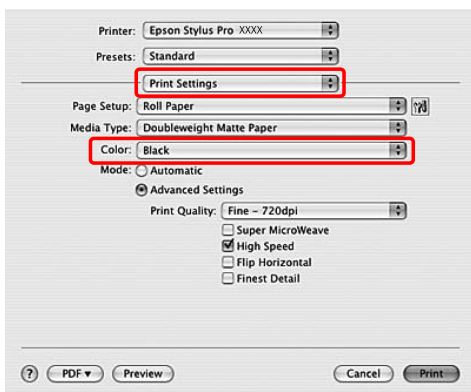 Printer: Epson Stylus Pro XXXX
Presets: Standard
Print Settings
Page Setup: Roll Paper
Media Type: Doubleweight Matte Paper
Color: Black
Mode: Automatic
Advanced Settings
Print Quality: Fine - 720dpi
Super MicroWeave
High Speed
Flip Horizontal
Finest Detail
? PDF Preview Cancel Print